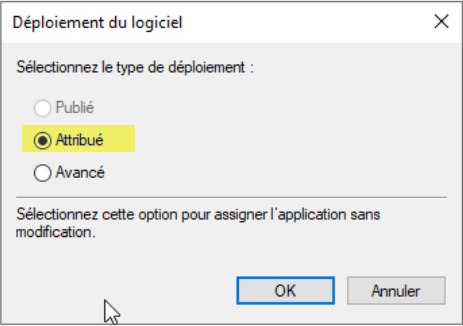 Déploiement du logiciel
Sélectionnez le type de déploiement :
Publié
Attribué
Avancé
Sélectionnez cette option pour assigner l'application sans
modification.
OK
Annuler